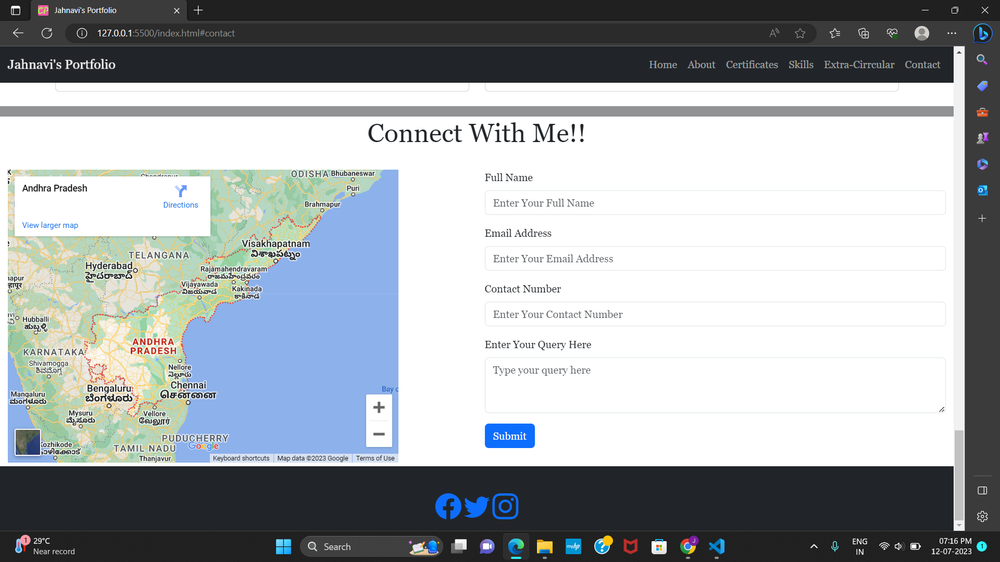 Jahnavi's Portfolio
127.0.0.1:5500/index.html#contact
Jahnavi's Portfolio
Home About Certificates Skills Extra-Cirrcular Contact
Connect With Me!!
Andhra Pradesh
Directions
View larger map
ODISHA
Bhubaneswar
Puri
Brahmapur
Visakhapatnam
విశాఖపట్నం
TELANGANA
Hyderabad
హైదరాబాద్
Rajamahendravaram
రాజమహేంద్రవరం
Vijayawada
విజయవాడ
Kakinada
కాకినాడ
Hubballi
ಹುಬ್ಬಳ್ಳಿ
ANDHRA
PRADESH
KARNATAKA
Shivamogga
ಶಿವಮೊಗ್ಗ
Nellore
నెల్లూరు
Chennai
சென்னை
Bengaluru
ಬೆಂಗಳೂರು
Mangaluru
ಮಂಗಳೂರು
Mysuru
ಮೈಸೂರು
Vellore
வேலூர்
Bay o
PUDUCHERRY
Google
TAMIL NADU
Kozhikode
കോഴിക്കോട്
Thanjavur
Keyboard shortcuts Map data ©2023 Google Terms of Use
Full Name
Enter Your Full Name
Email Address
Enter Your Email Address
Contact Number
Enter Your Contact Number
Enter Your Query Here
Type your query here
Submit
29°C
Near record
Search
ENG
IN
07:16 PM
12-07-2023